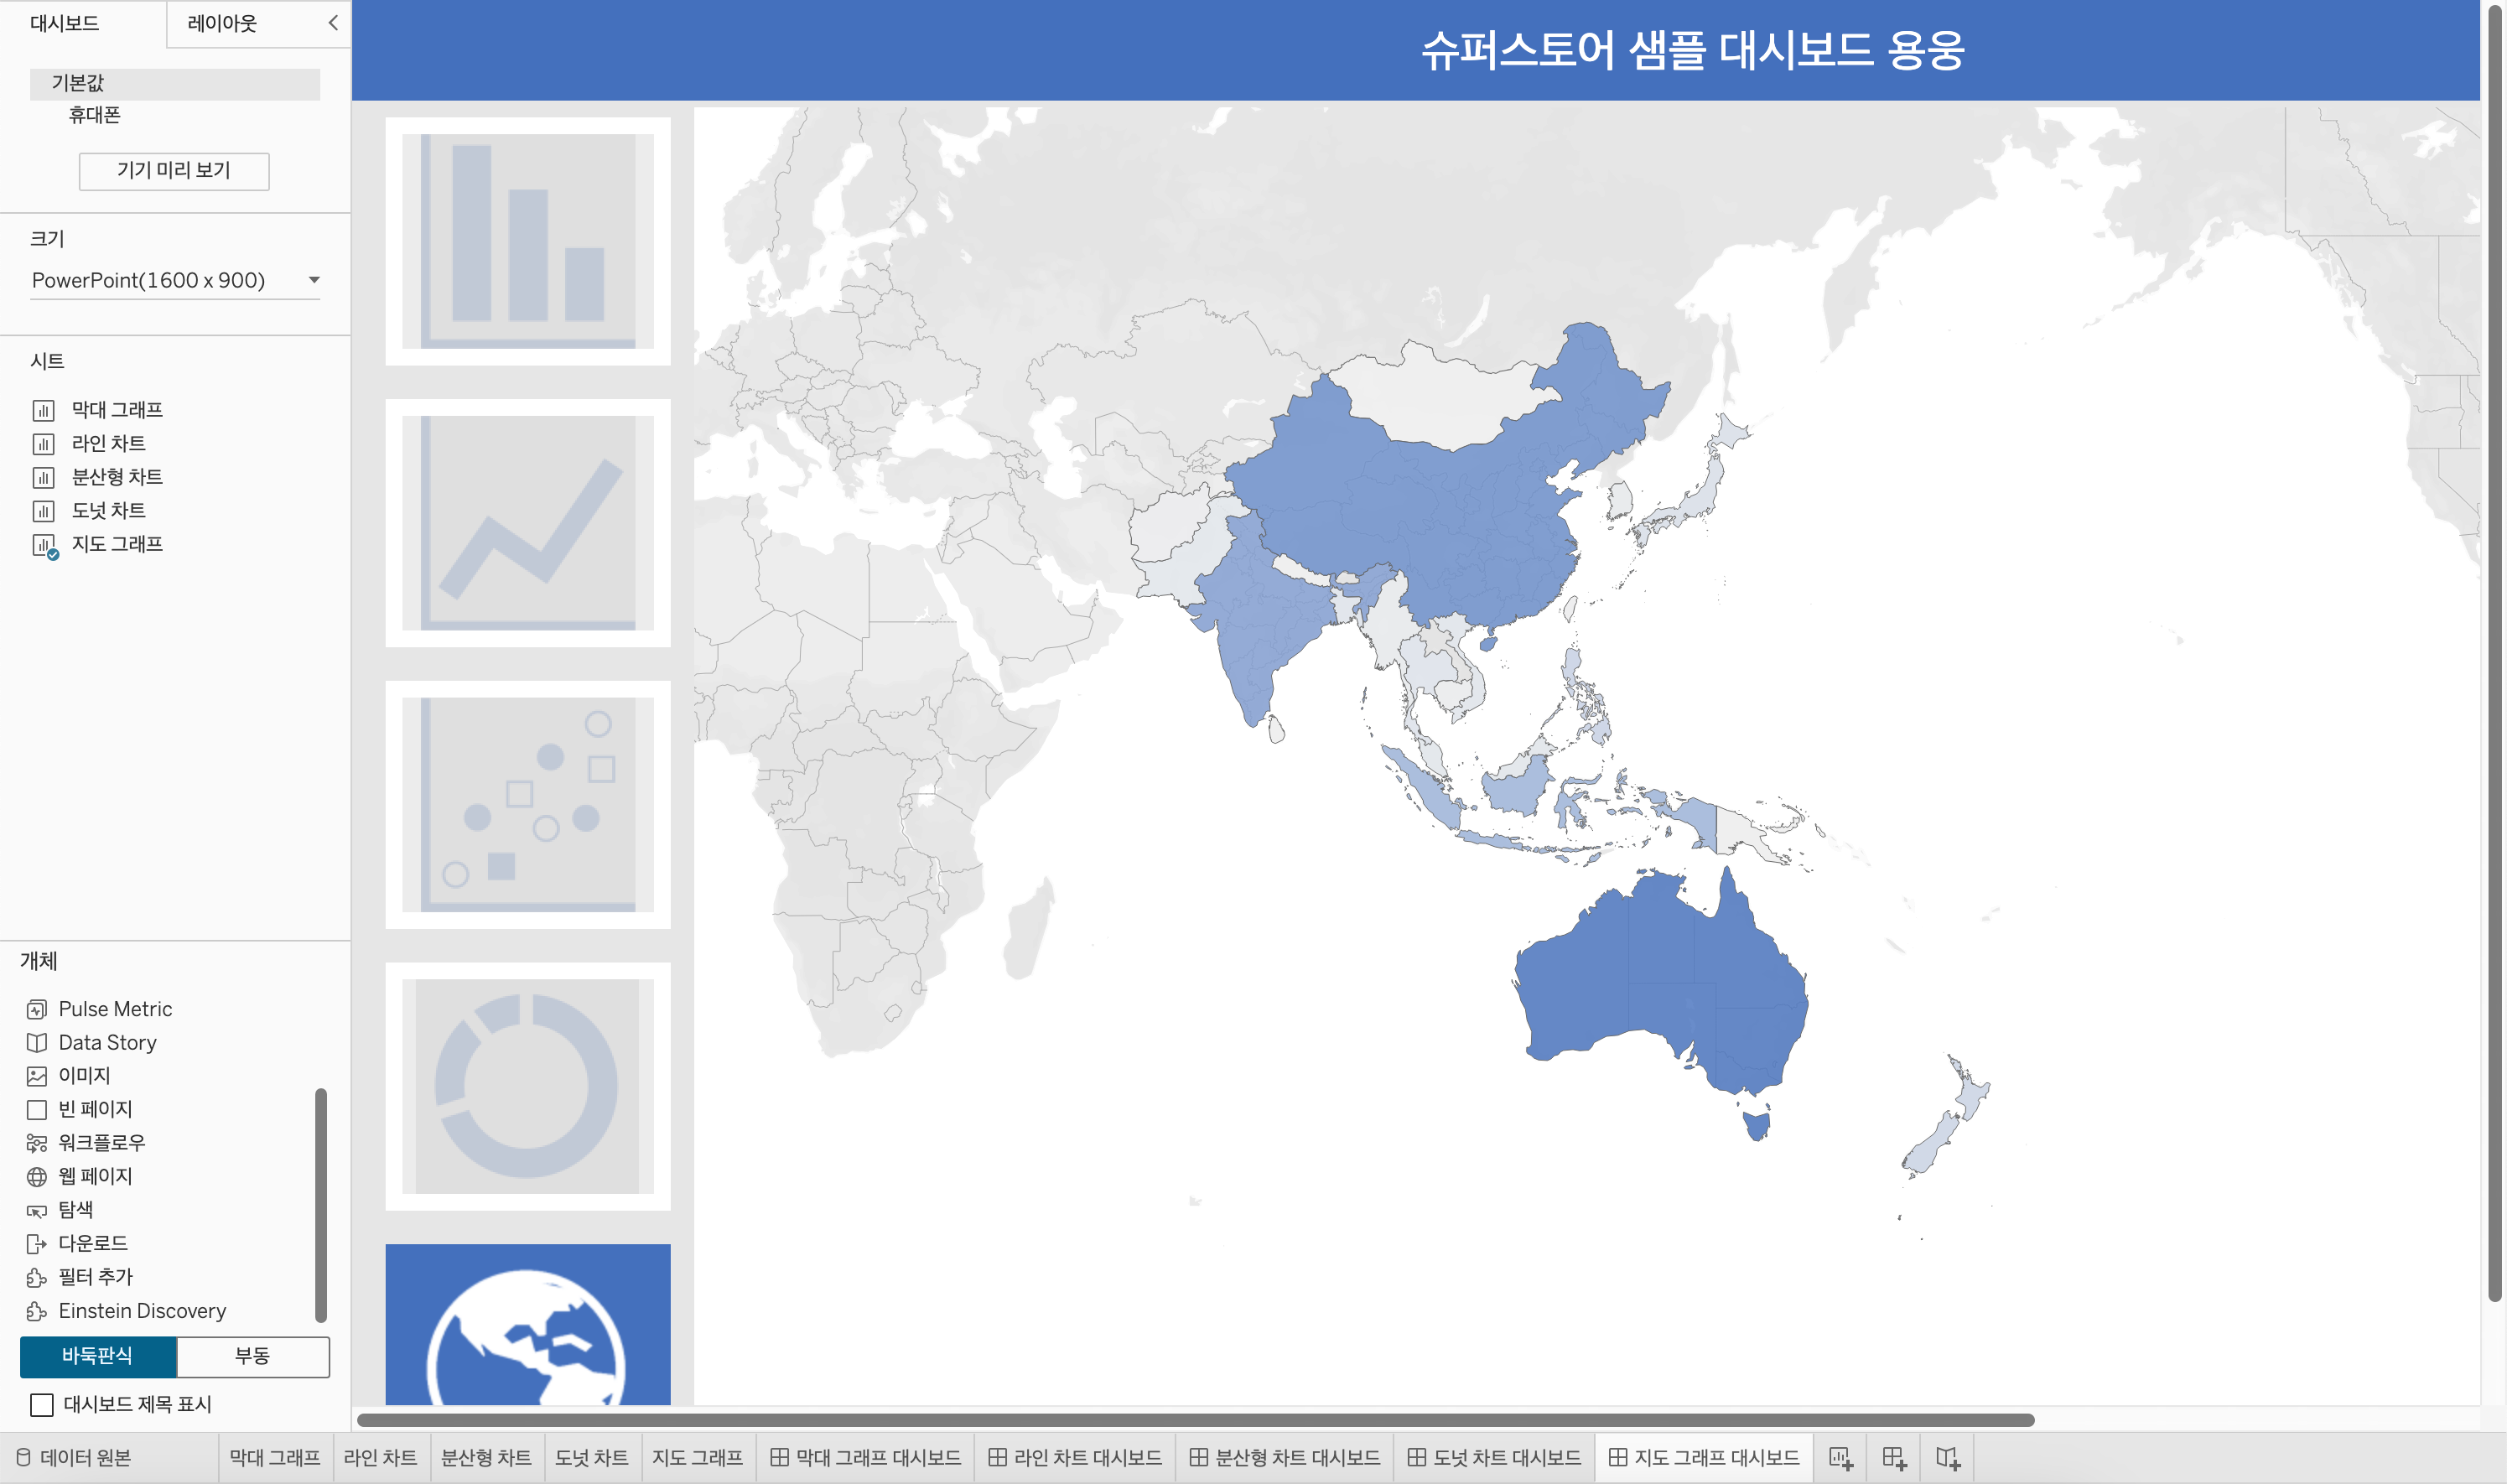 대시보드 레이아웃
슈퍼스토어 샘플 대시보드 용웅
기본값
휴대폰
기기 미리 보기
크기
PowerPoint(1600 x 900)
시트
막대 그래프
라인 차트
분산형 차트
도넛 차트
지도 그래프
개체
Pulse Metric
Data Story
이미지
빈 페이지
워크플로우
웹 페이지
탐색
다운로드
필터 추가
Einstein Discovery
바둑판식 부동
대시보드 제목 표시
데이터 원본 막대 그래프 라인 차트 분산형 차트 도넛 차트 지도 그래프 막대 그래프 대시보드 라인 차트 대시보드 분산형 차트 대시보드 도넛 차트 대시보드 지도 그래프 대시보드